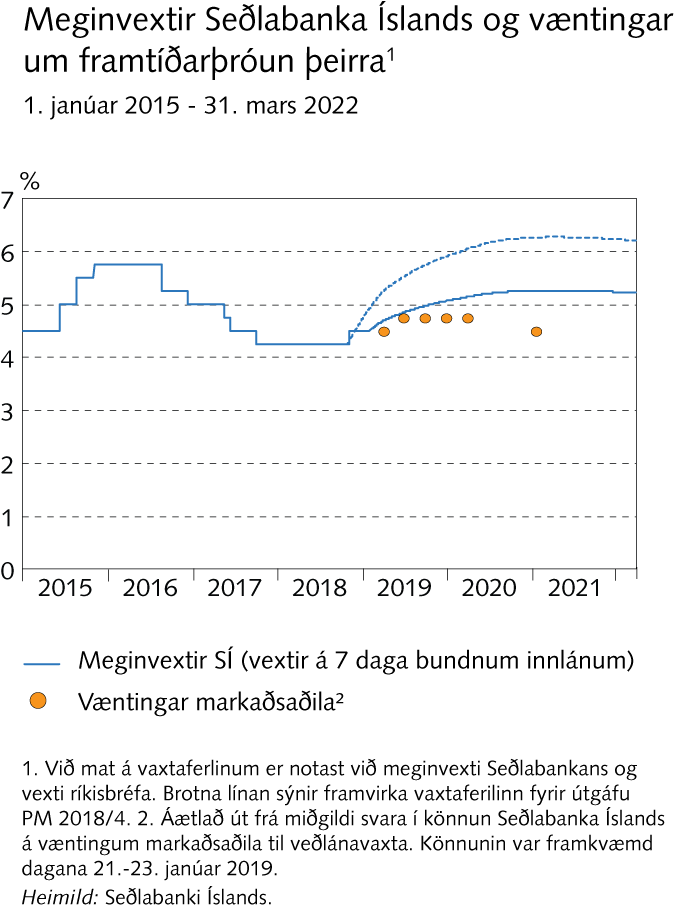 Meginvextir Seðlabanka Íslands og væntingar
um framtíðarþróun þeirra¹
1. janúar 2015 - 31. mars 2022
%
7
6
5
4
3
2
1
0
2015 2016 2017 2018 2019 2020 2021
Meginvextir SÍ (vextir á 7 daga bundnum innlánum)
Væntingar markaðsaðila²
1. Við mat á vaxtaferlinum er notast við meginvexti Seðlabankans og
vexti ríkisbréfa. Brotna línan sýnir framvirka vaxtaferilinn fyrir útgáfu
PM 2018/4. 2. Áætlað út frá miðgildi svara í könnun Seðlabanka Íslands
á væntingum markaðsaðila til veðlánavaxta. Könnunin var framkvæmd
dagana 21.-23. janúar 2019.
Heimild: Seðlabanki Íslands.